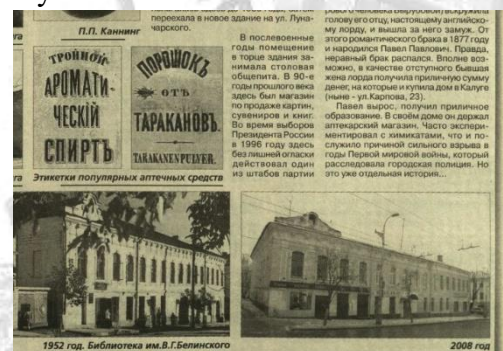 П.П. Каннинг
переехала в новое здание на ул. Луна-
чарского.
В послевоенные
годы помещение
в торце здания за-
нимала столовая
общепита. В 90-е
годы прошлого века
здесь был магазин
по продаже картин,
сувениров и книг.
Во время выборов
Президента России
в 1996 году здесь
без лишней огласки
действовал один
из штабов партии
голову его отцу, настоящему английско-
му лорду, и вышла за него замуж. От
этого романтического брака в 1877 году
и родился Павел Павлович. Правда,
неравный брак распался. Вполне воз-
можно, в качестве отступного бывшая
жена лорда получила приличную сумму
денег, на которые и купила дом в Калуге
(ныне - ул.Карпова, 23).
Павел вырос, получил приличное
образование. В своём доме он держал
аптекарский магазин. Часто экспери-
ментировал с химикатами, что и по-
служило причиной сильного взрыва в
годы Первой мировой войны, который
расследовала городская полиция. Но
это уже отдельная история...
ТРОЙНОЙ
АРОМАТИ-
ЧЕСКІЙ
СПИРТЪ
ПОРОШОКЪ
ОТЪ
ТАРАКАНОВЪ.
TARAKANENPULVER.
Этикетки популярных аптечных средств
1952 год. Библиотека им.В.Г.Белинского
2008 год